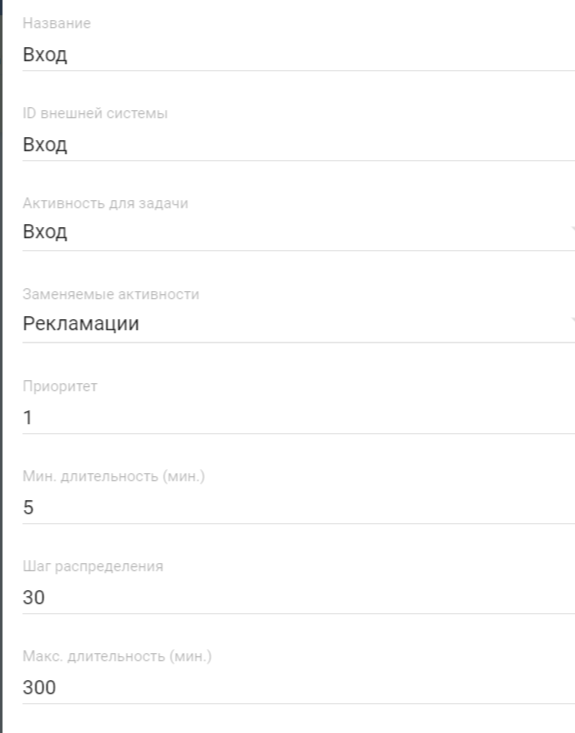 Название
Вход
ID внешней системы
Вход
Активность для задачи
Вход
Заменяемые активности
Рекламации
Приоритет
1
Мин. длительность (мин.)
5
Шаг распределения
30
Макс. длительность (мин.)
300